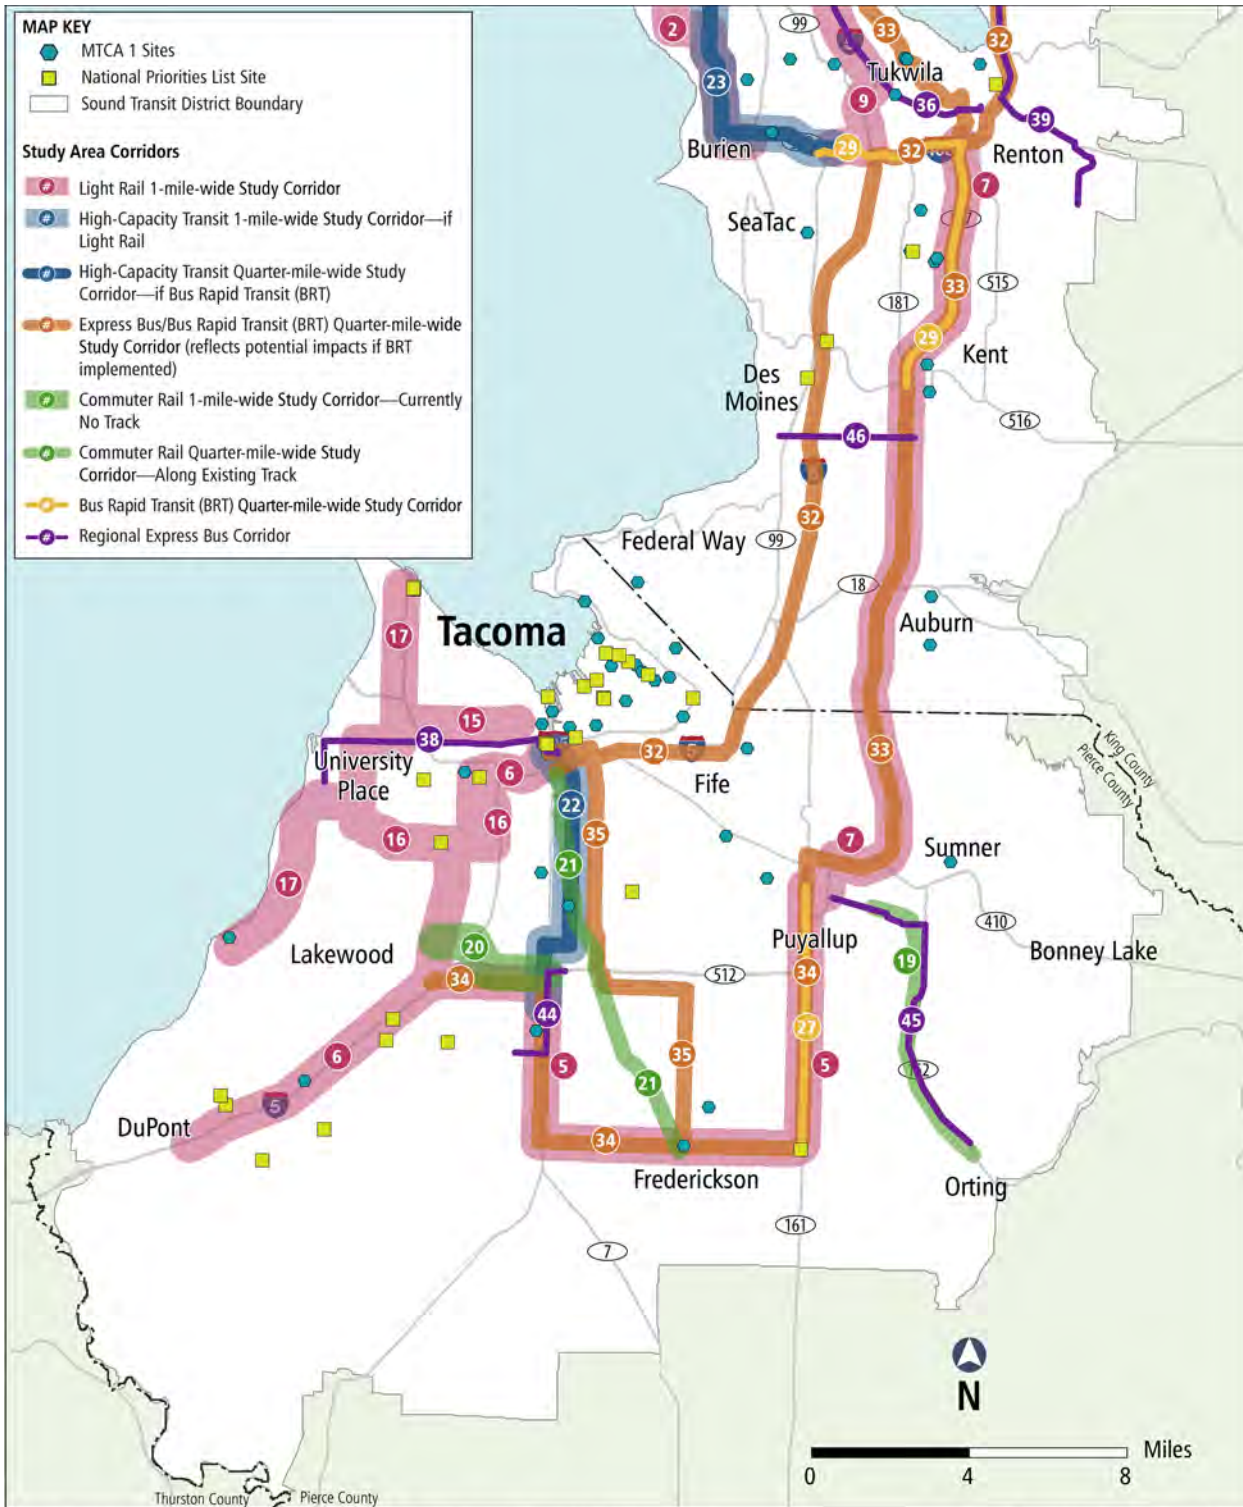 MAP KEY
MTCA 1 Sites
National Priorities List Site
Sound Transit District Boundary
Study Area Corridors
# Light Rail 1-mile-wide Study Corridor
# High-Capacity Transit 1-mile-wide Study Corridor—if
Light Rail
# High-Capacity Transit Quarter-mile-wide Study
Corridor—if Bus Rapid Transit (BRT)
# Express Bus/Bus Rapid Transit (BRT) Quarter-mile-wide
Study Corridor (reflects potential impacts if BRT
implemented)
# Commuter Rail 1-mile-wide Study Corridor—Currently
No Track
# Commuter Rail Quarter-mile-wide Study
Corridor—Along Existing Track
Bus Rapid Transit (BRT) Quarter-mile-wide Study Corridor
# Regional Express Bus Corridor
2
99
33
32
Tukwila
23
9
36
39
Burien
29
32
Renton
7
SeaTac
33
515
181
29
Kent
Des
Moines
516
46
32
Federal Way
99
18
Auburn
17
Tacoma
15
38
32
5
33
King County
Pierce County
University
Place
6
Fife
22
16
16
35
7
21
Sumner
17
410
Lakewood
20
Puyallup
19
Bonney Lake
34
512
34
44
27
45
6
5
35
5
21
5
DuPont
34
Frederickson
Orting
161
7
N
Miles
0
4
8
Thurston County
Pierce County